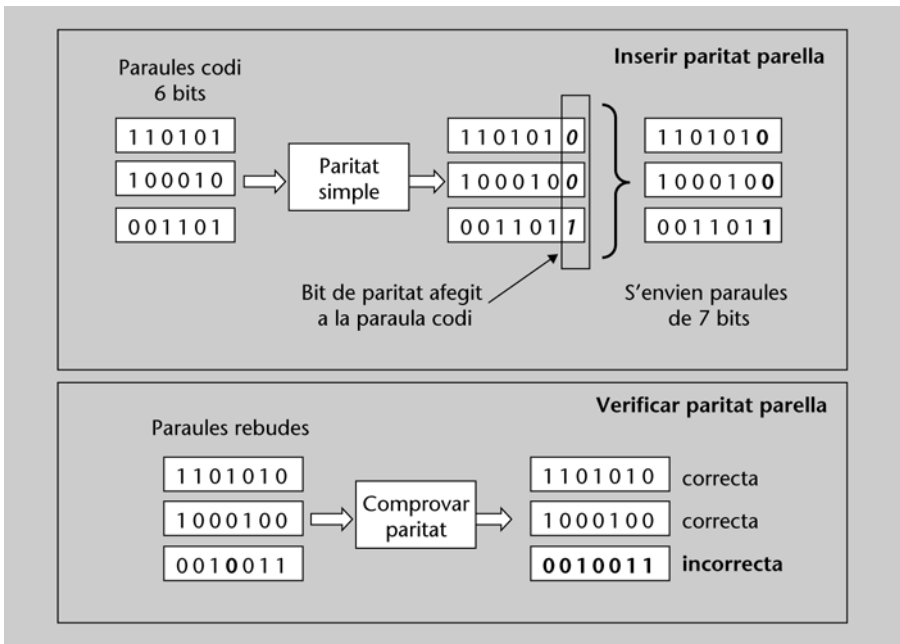 Inserir paritat parella
Paraules codi
6 bits
110101
100010
001101
Paritat
simple
1101010
1000100
0011011
1101010
1000100
0011011
Bit de paritat afegit
a la paraula codi
S'envien paraules
de 7 bits
Verificar paritat parella
Paraules rebudes
1101010
1000100
0010011
Comprovar
paritat
1101010 correcta
1000100 correcta
0010011 incorrecta